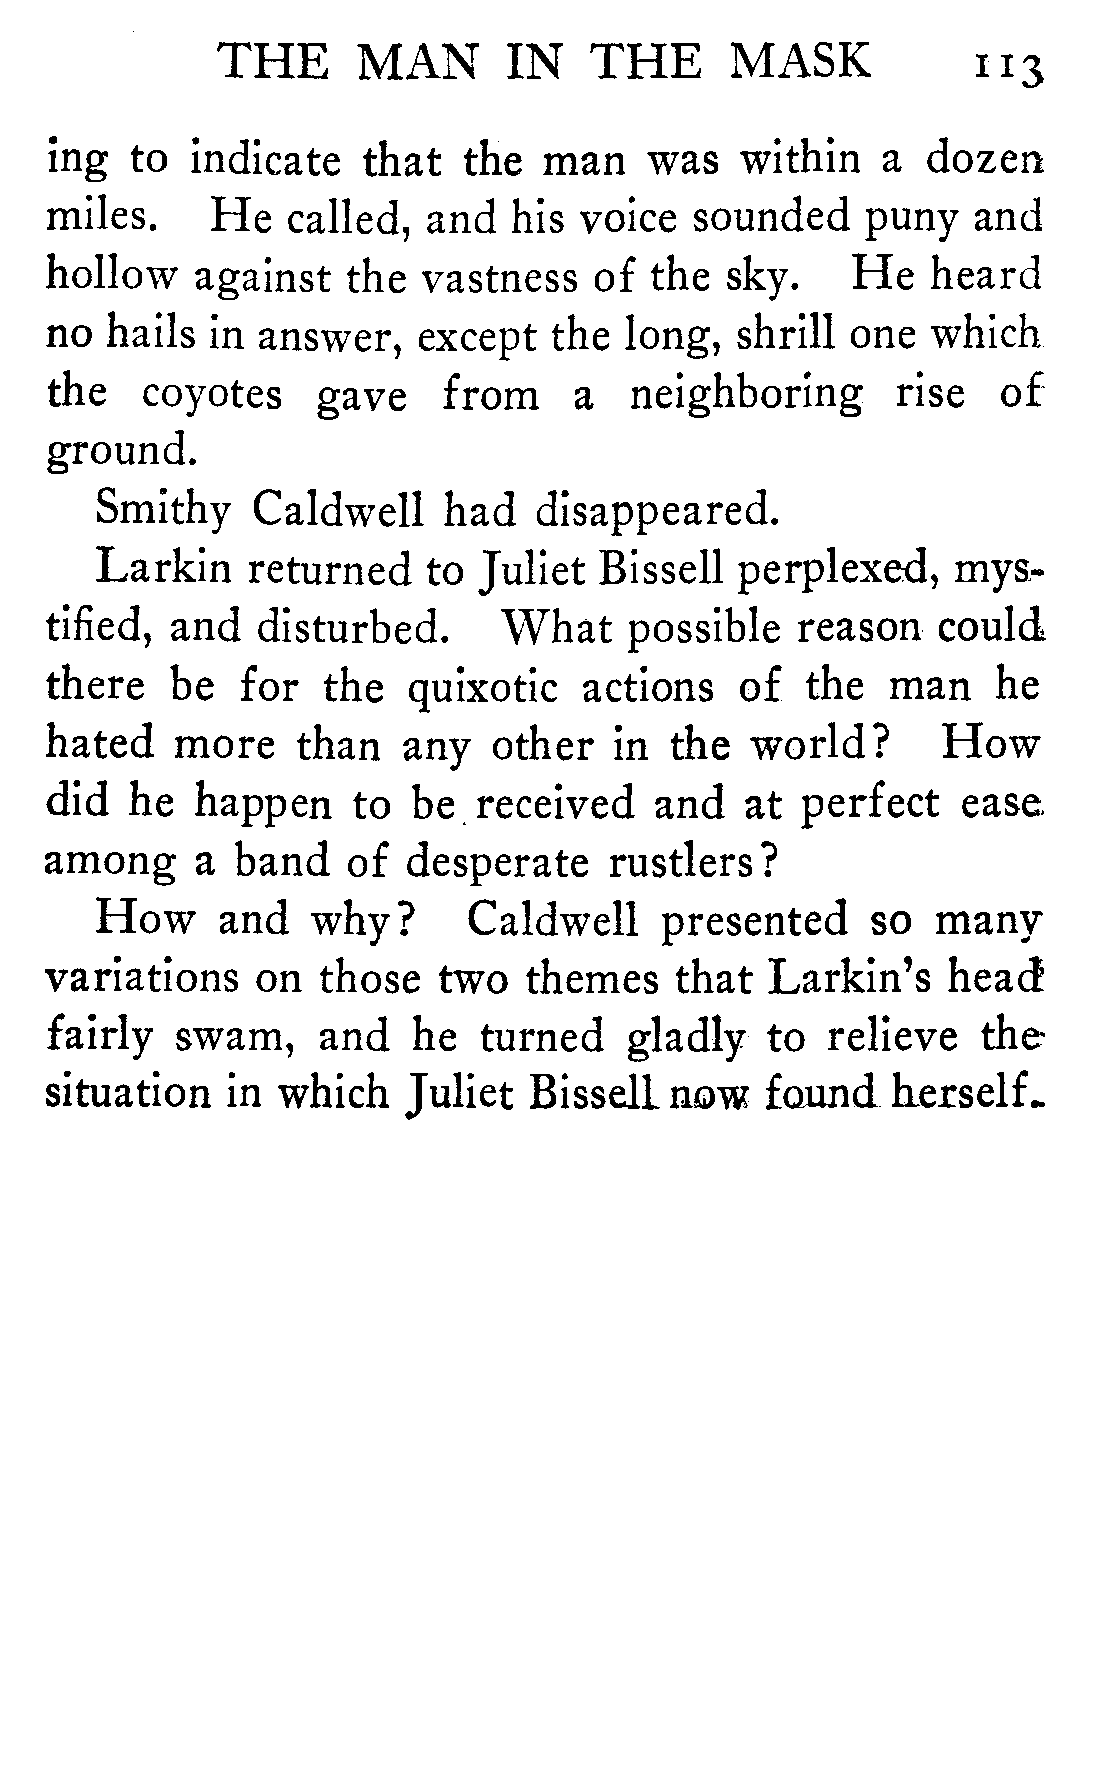 THE MAN IN THE MASK 113
ing to indicate that the man was within a dozen
miles. He called, and his voice sounded puny and
hollow against the vastness of the sky. He heard
no hails in answer, except the long, shrill one which
the coyotes gave from a neighboring rise of
ground.
Smithy Caldwell had disappeared.
Larkin returned to Juliet Bissell perplexed, mys-
tified, and disturbed. What possible reason could
there be for the quixotic actions of the man he
hated more than any other in the world? How
did he happen to be received and at perfect ease
among a band of desperate rustlers?
How and why? Caldwell presented so many
variations on those two themes that Larkin's head
fairly swam, and he turned gladly to relieve the
situation in which Juliet Bissell now found herself.